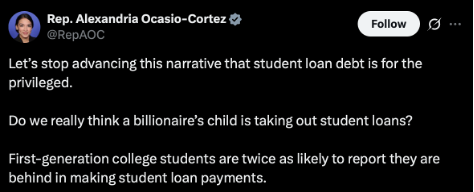 Rep. Alexandria Ocasio-Cortez
@RepAOC
Follow
Let's stop advancing this narrative that student loan debt is for the
privileged.
Do we really think a billionaire's child is taking out student loans?
First-generation college students are twice as likely to report they are
behind in making student loan payments.